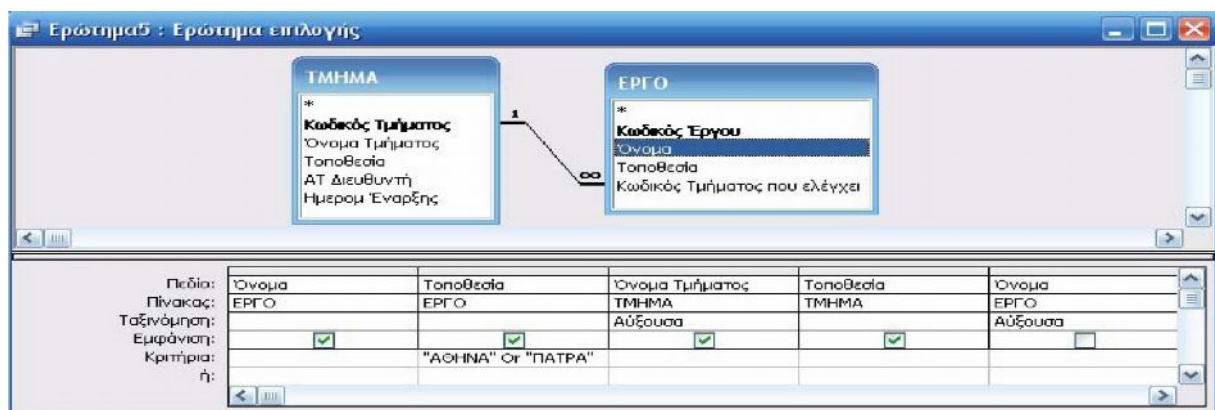 Ερώτημα5 : Ερώτημα επιλογής
ΤΜΗΜΑ
*
Κωδικός Τμήματος
Όνομα Τμήματος
Τοποθεσία
ΑΤ Διευθυντή
Ημερομ Έναρξης
1
∞
ΕΡΓΟ
*
Κωδικός Έργου
Όνομα
Τοποθεσία
Κωδικός Τμήματος που ελέγχει
Πεδίο: Όνομα Τοποθεσία Όνομα Τμήματος Τοποθεσία Όνομα
Πίνακας: ΕΡΓΟ ΕΡΓΟ ΤΜΗΜΑ ΤΜΗΜΑ ΕΡΓΟ
Ταξινόμηση: Αύξουσα Αύξουσα
Εμφάνιση:
Κριτήρια: "ΑΘΗΝΑ" Or "ΠΑΤΡΑ"
ή: